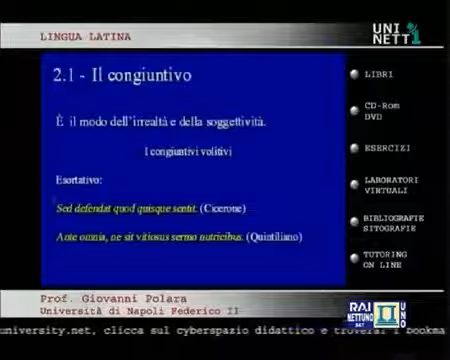 LINGUA LATINA
UNI
NETT1
2.1 - Il congiuntivo
È il modo dell'irrealtà e della soggettività.
I congiuntivi volitivi
Esortativo:
Sed defendat quod quisque sentit. (Cicerone)
Ante omnia, ne sit vitiosus sermo nutricibus. (Quintiliano)
LIBRI
CD-Rom
DVD
ESERCIZI
LABORATORI
VIRTUALI
BIBLIOGRAFIE
SITOGRAFIE
TUTORING
ON LINE
Prof. Giovanni Polara
Università di Napoli Federico II
RAI
NETTUNO
SAT
UNO
university.net, clicca sul cyberspazio didattico e troverai i bookma